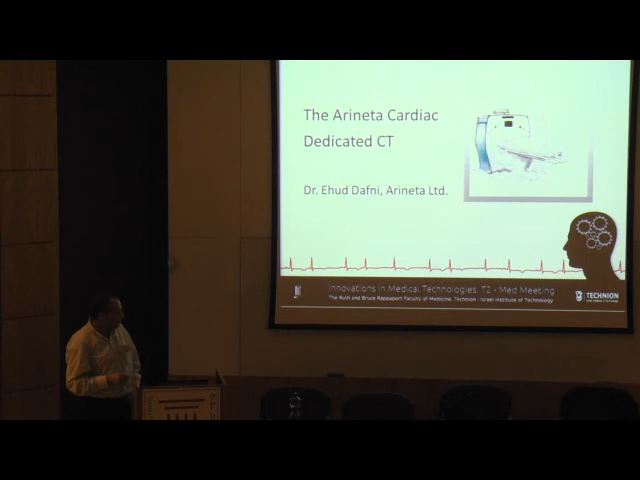 The Arineta Cardiac
Dedicated CT
Dr. Ehud Dafni, Arineta Ltd.
Innovations in Medical Technologies, T2 - Med Meeting
The Ruth and Bruce Rappaport Faculty of Medicine, Technion - Israel Institute of Technology
TECHNION